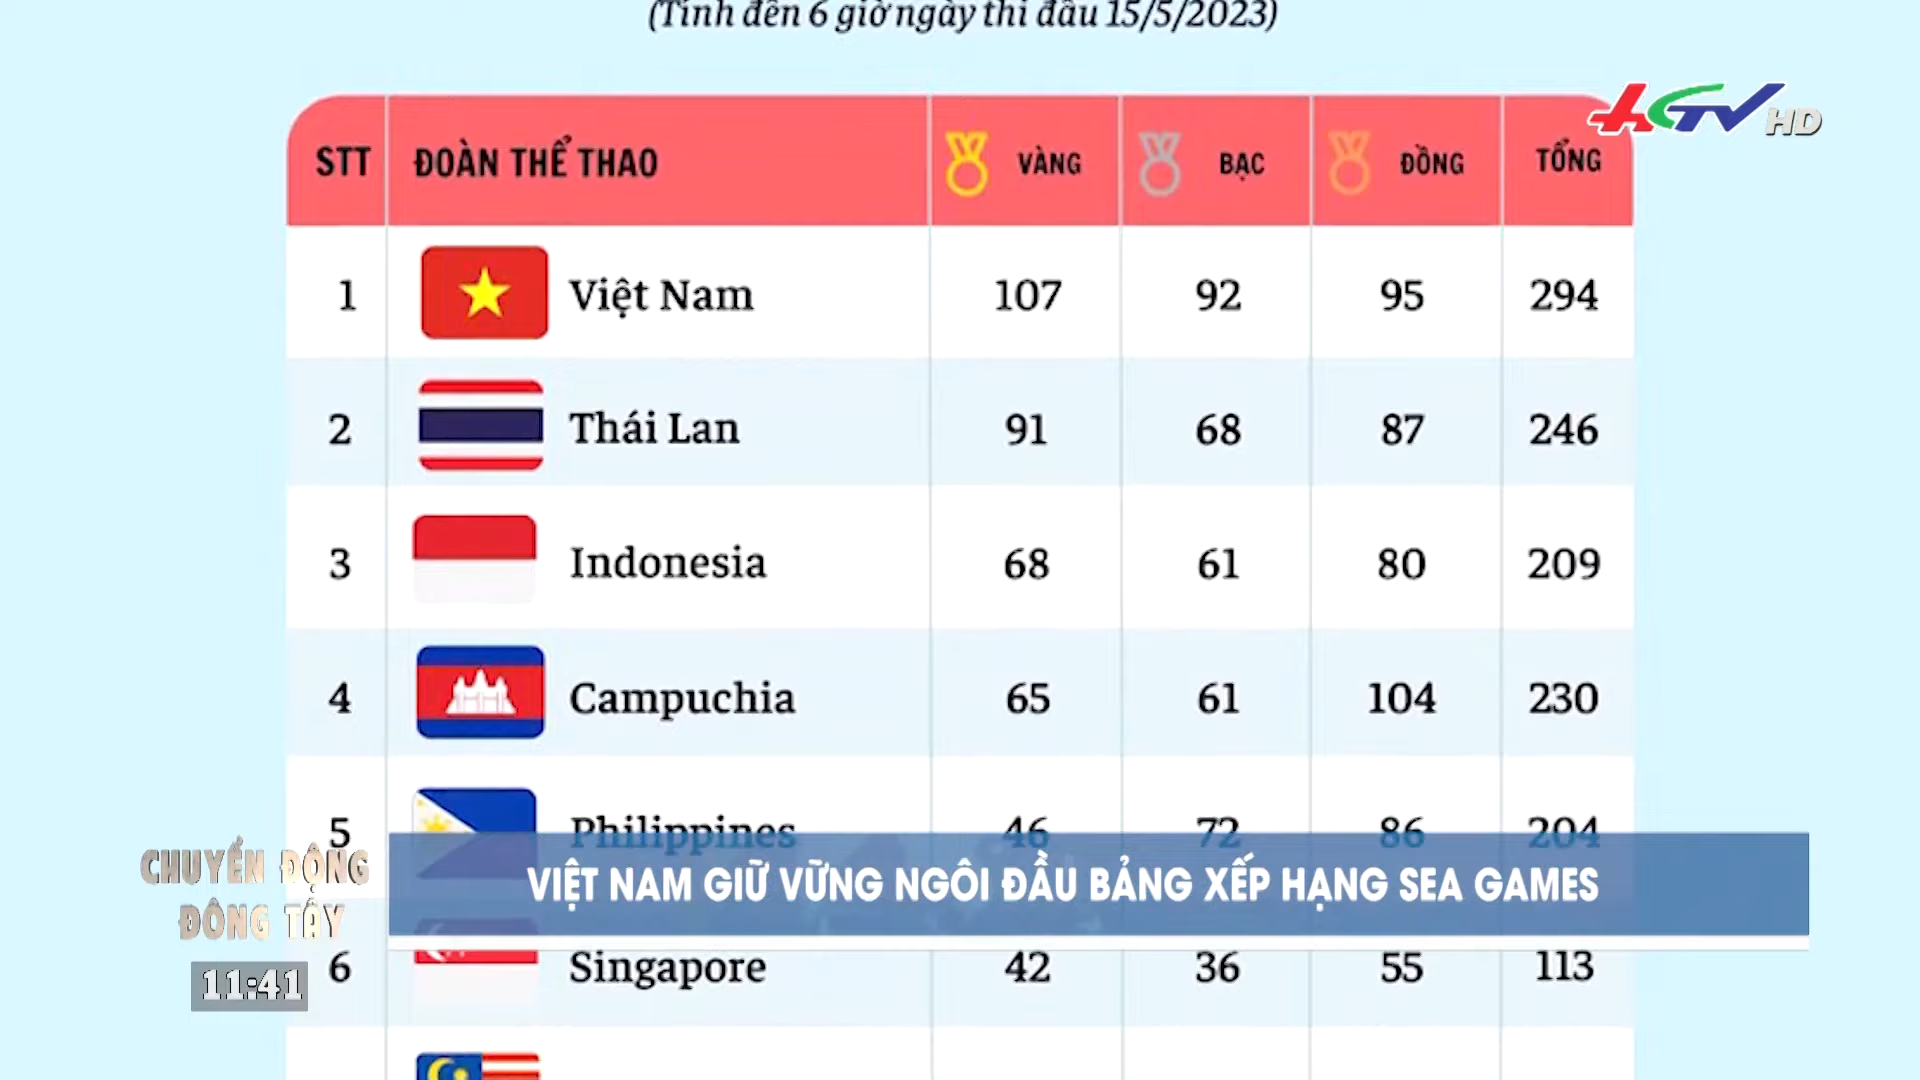 (Tính đến 6 giờ ngày thi đấu 15/5/2023)
HGTV HD
STT ĐOÀN THỂ THAO VÀNG BẠC ĐỒNG TỔNG
1 Việt Nam 107 92 95 294
2 Thái Lan 91 68 87 246
3 Indonesia 68 61 80 209
4 Campuchia 65 61 104 230
5 Philippines 46 72 86 204
CHUYỂN ĐỘNG
ĐÔNG TÂY
VIỆT NAM GIỮ VỮNG NGÔI ĐẦU BẢNG XẾP HẠNG SEA GAMES
6 Singapore 42 36 55 113
11:41